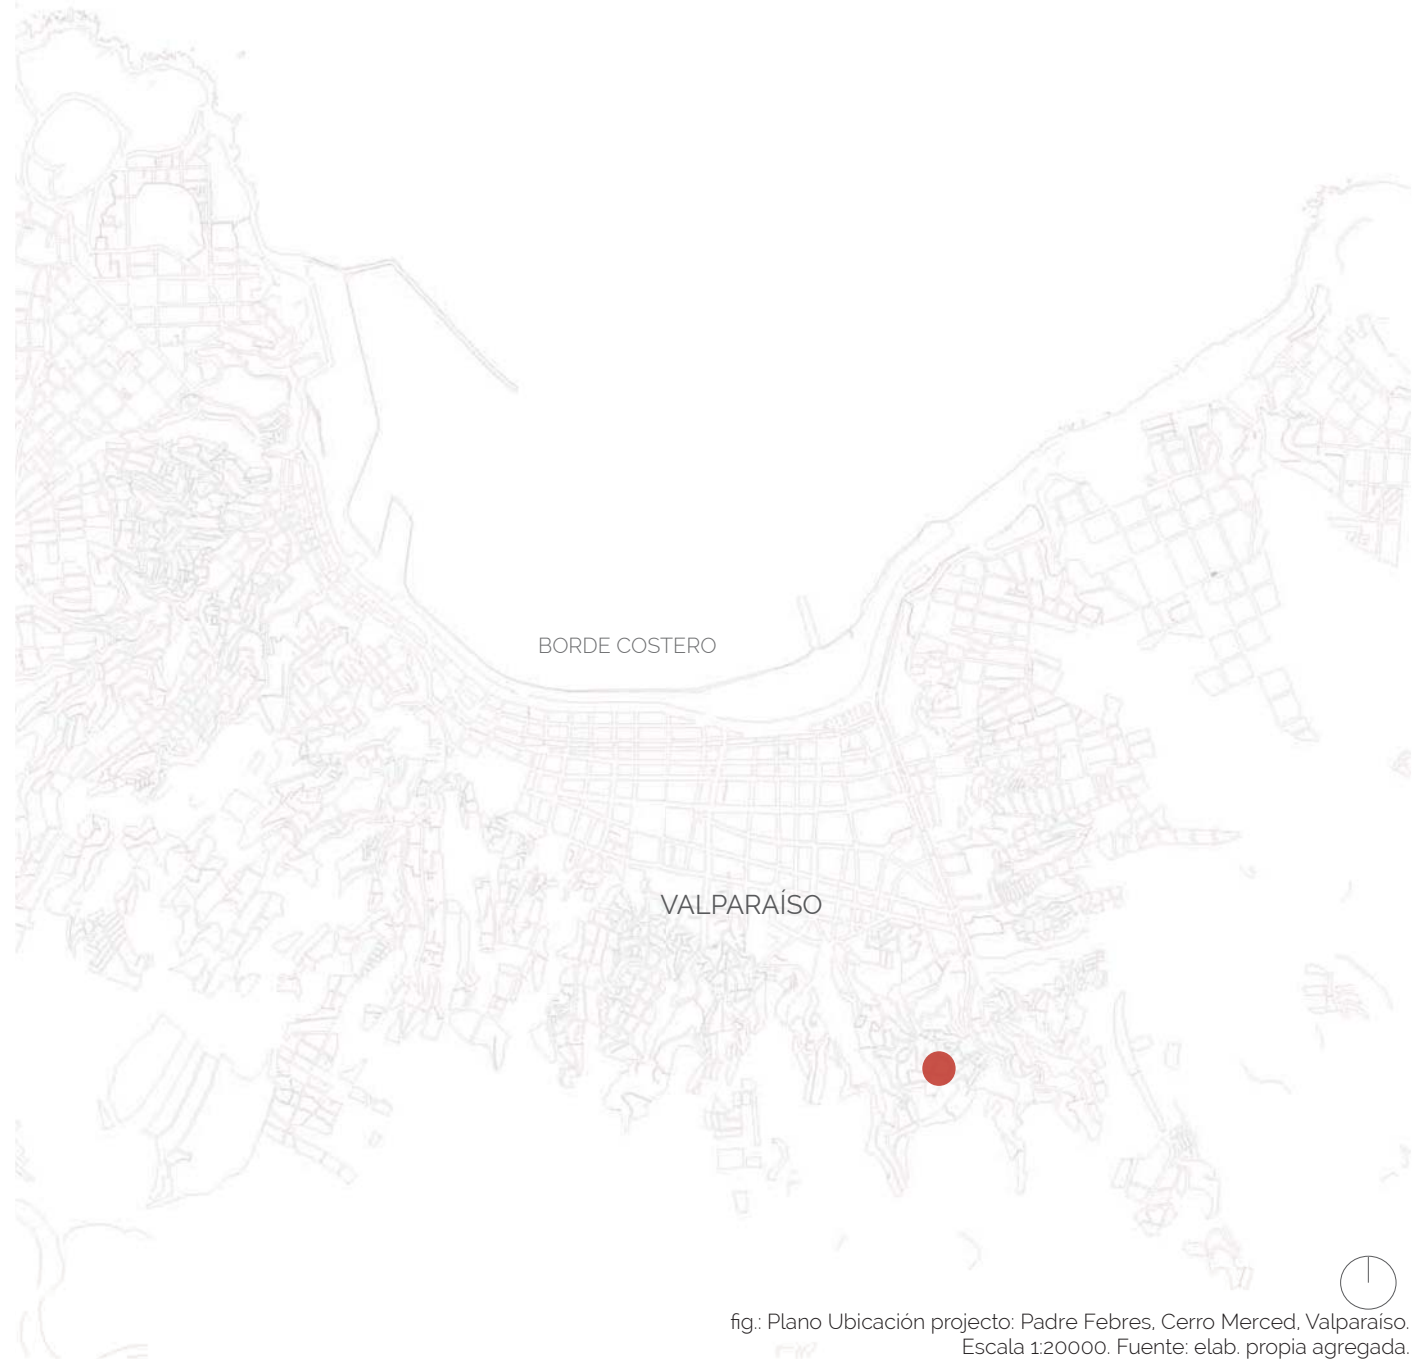 BORDE COSTERO
VALPARAÍSO
fig.: Plano Ubicación projecto: Padre Febres, Cerro Merced, Valparaíso.
Escala 1:20000. Fuente: elab. propia agregada.